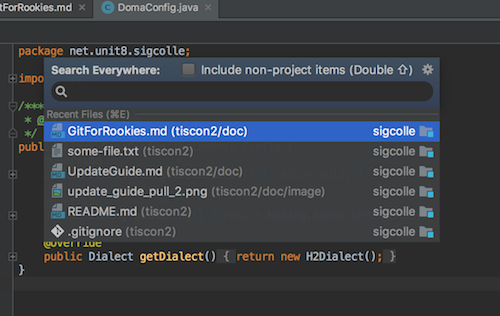 tForRookies.md × DomaConfig.java ×
package net.unit8.sigcolle;
Search Everywhere: Include non-project items (Double ⇧)
impo
Recent Files (⌘E)
/****
GitForRookies.md (tiscon2/doc) sigcolle
* @
some-file.txt (tiscon2) sigcolle
*/
publ
UpdateGuide.md (tiscon2/doc) sigcolle
update_guide_pull_2.png (tiscon2/doc/image) sigcolle
README.md (tiscon2) sigcolle
.gitignore (tiscon2) sigcolle
@Override
public Dialect getDialect() { return new H2Dialect(); }
}